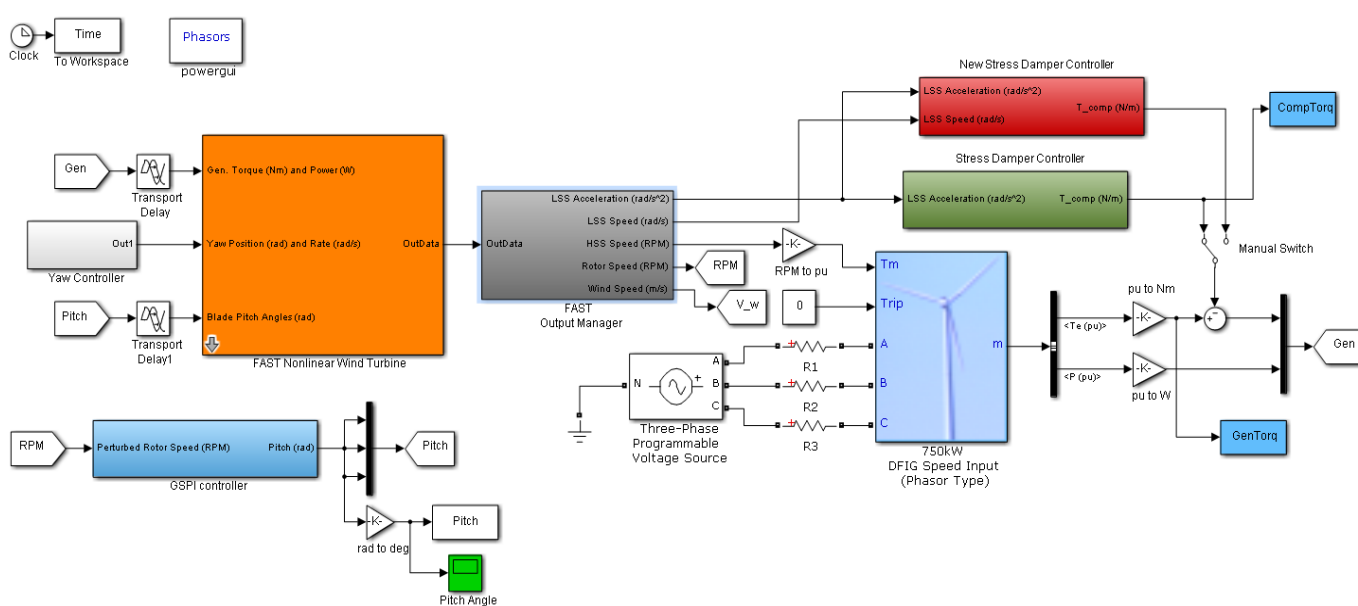 Time
Clock
To Workspace
Phasors
powergui
New Stress Damper Controller
LSS Acceleration (rad/s^2)
T_comp (N/m)
LSS Speed (rad/s)
CompTorq
Stress Damper Controller
LSS Acceleration (rad/s^2)
T_comp (N/m)
Manual Switch
Gen
Transport
Delay
Gen. Torque (Nm) and Power (W)
Out1
Yaw Controller
Yaw Position (rad) and Rate (rad/s)
OutData
Pitch
Transport
Delay1
Blade Pitch Angles (rad)
FAST Nonlinear Wind Turbine
OutData
LSS Acceleration (rad/s^2)
LSS Speed (rad/s)
HSS Speed (RPM)
Rotor Speed (RPM)
Wind Speed (m/s)
FAST
Output Manager
-K-
RPM to pu
RPM
V_w
0
Tm
Trip
A
B
C
m
750kW
DFIG Speed Input
(Phasor Type)
N
+
A
B
C
Three-Phase
Programmable
Voltage Source
+
R1
+
R2
+
R3
<Te (pu)>
<P (pu)>
pu to Nm
-K-
-K-
pu to W
+
−
Gen
GenTorq
RPM
Perturbed Rotor Speed (RPM)
Pitch (rad)
GSPI controller
Pitch
-K-
rad to deg
Pitch
Pitch Angle